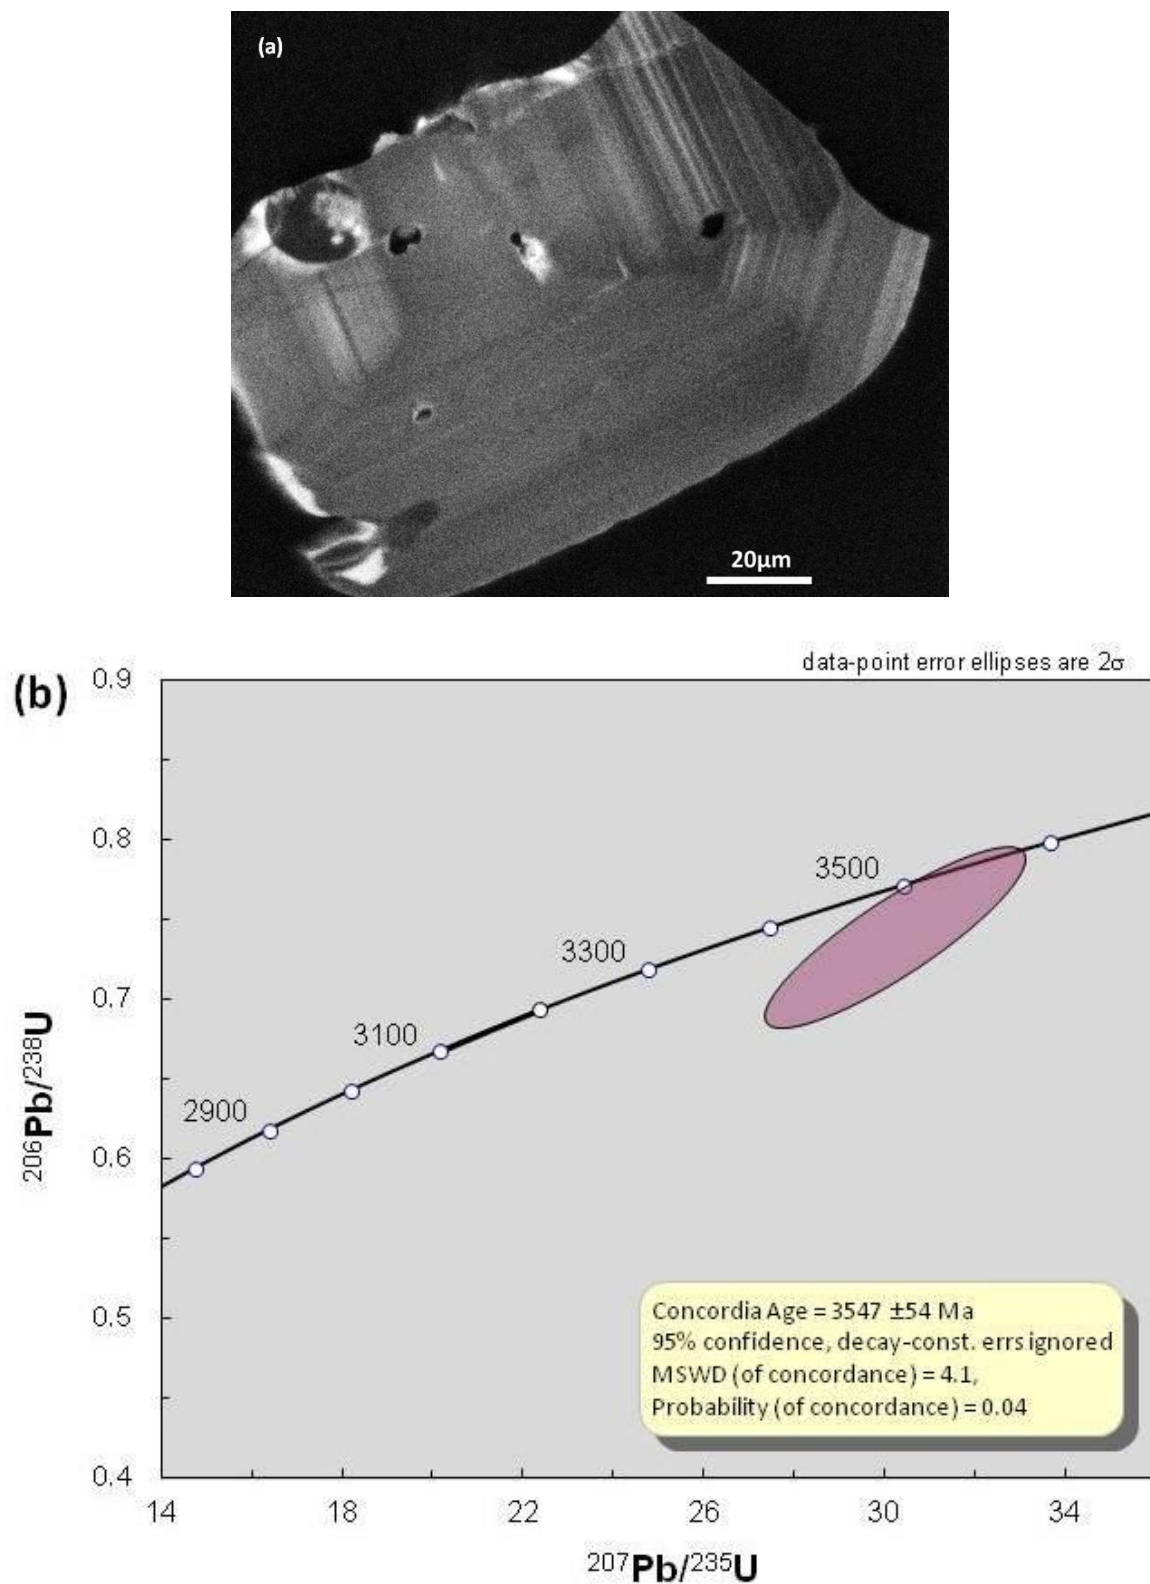 (a)
20µm
data-point error ellipses are 2σ
(b)
0.9
0.8
0.7
0.6
0.5
0.4
3500
3300
3100
2900
206Pb/238U
Concordia Age = 3547 ±54 Ma
95% confidence, decay-const. errs ignored
MSWD (of concordance) = 4.1,
Probability (of concordance) = 0.04
14 18 22 26 30 34
207Pb/235U